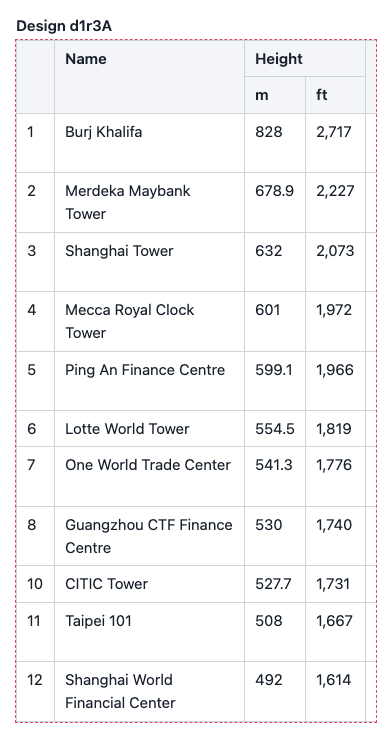 Design d1r3A
Name Height
m ft
1 Burj Khalifa 828 2,717
2 Merdeka Maybank 678.9 2,227
Tower
3 Shanghai Tower 632 2,073
4 Mecca Royal Clock 601 1,972
Tower
5 Ping An Finance Centre 599.1 1,966
6 Lotte World Tower 554.5 1,819
7 One World Trade Center 541.3 1,776
8 Guangzhou CTF Finance 530 1,740
Centre
10 CITIC Tower 527.7 1,731
11 Taipei 101 508 1,667
12 Shanghai World 492 1,614
Financial Center